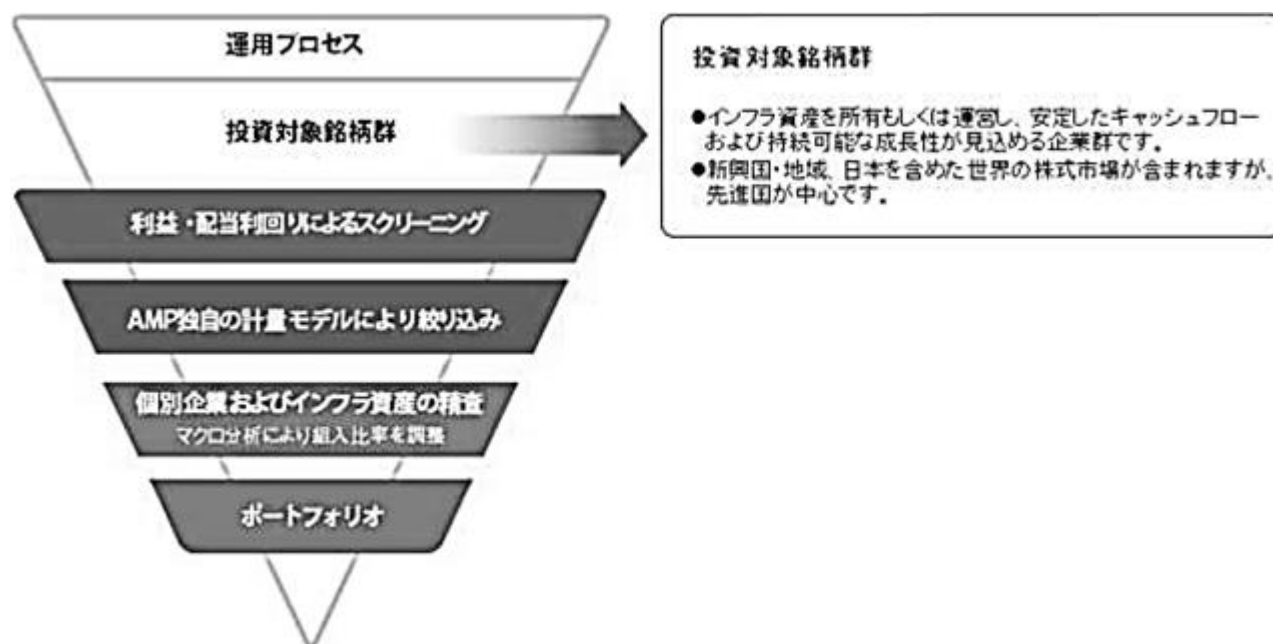 運用プロセス
投資対象銘柄群
利益・配当利回りによるスクリーニング
AMP独自の計量モデルにより絞り込み
個別企業およびインフラ資産の精査
マクロ分析により組入比率を調整
ポートフォリオ
投資対象銘柄群
●インフラ資産を所有もしくは運営し、安定したキャッシュフロー
および持続可能な成長性が見込める企業群です。
●新興国・地域、日本を含めた世界の株式市場が含まれますが、
先進国が中心です。